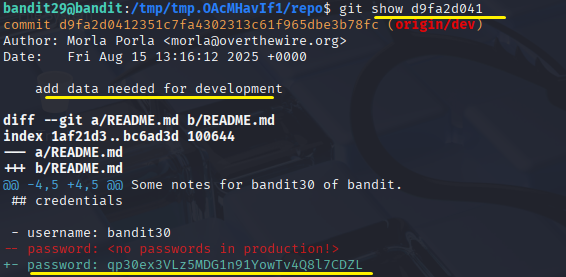 bandit29@bandit:/tmp/tmp.OAcMHavIf1/repo$ git show d9fa2d041
commit d9fa2d0412351c7fa4302313c61f965dbe3b78fc (origin/dev)
Author: Morla Porla <morla@overthewire.org>
Date:   Fri Aug 15 13:16:12 2025 +0000
    add data needed for development
diff --git a/README.md b/README.md
index 1af21d3..bc6ad3d 100644
--- a/README.md
+++ b/README.md
@@ -4,5 +4,5 @@ Some notes for bandit30 of bandit.
 ## credentials
 - username: bandit30
-- password: <no passwords in production!>
+- password: qp30ex3VLz5MDG1n91YowTv4Q8l7CDZL